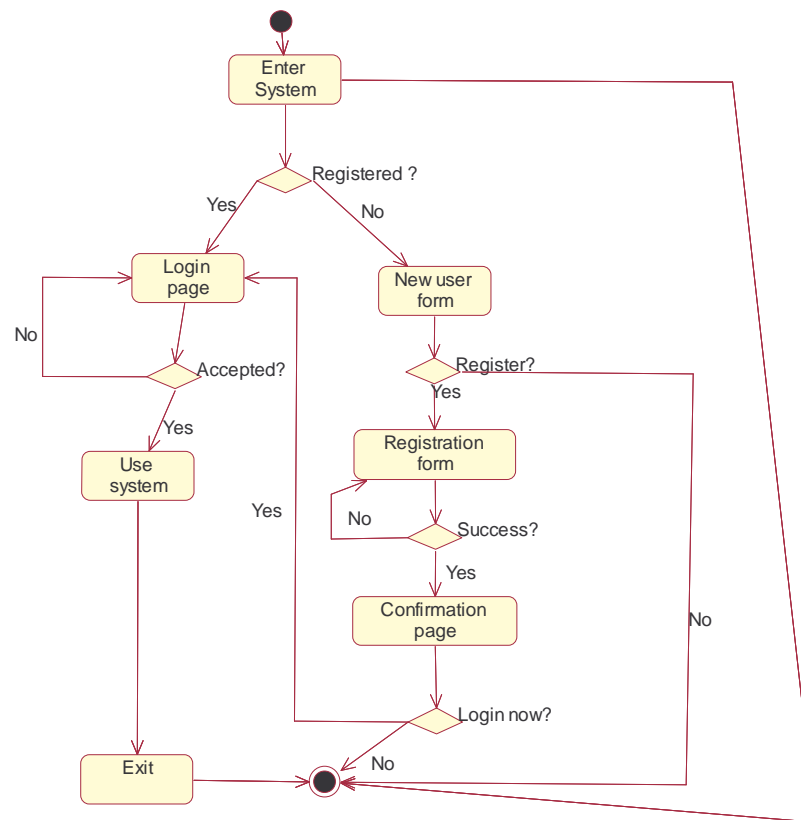 Enter
System
Registered ?
Yes
No
Login
page
New user
form
No
Accepted?
Register?
Yes
Yes
Registration
form
Use
system
Yes
No
Success?
Yes
Confirmation
page
No
Login now?
No
Exit